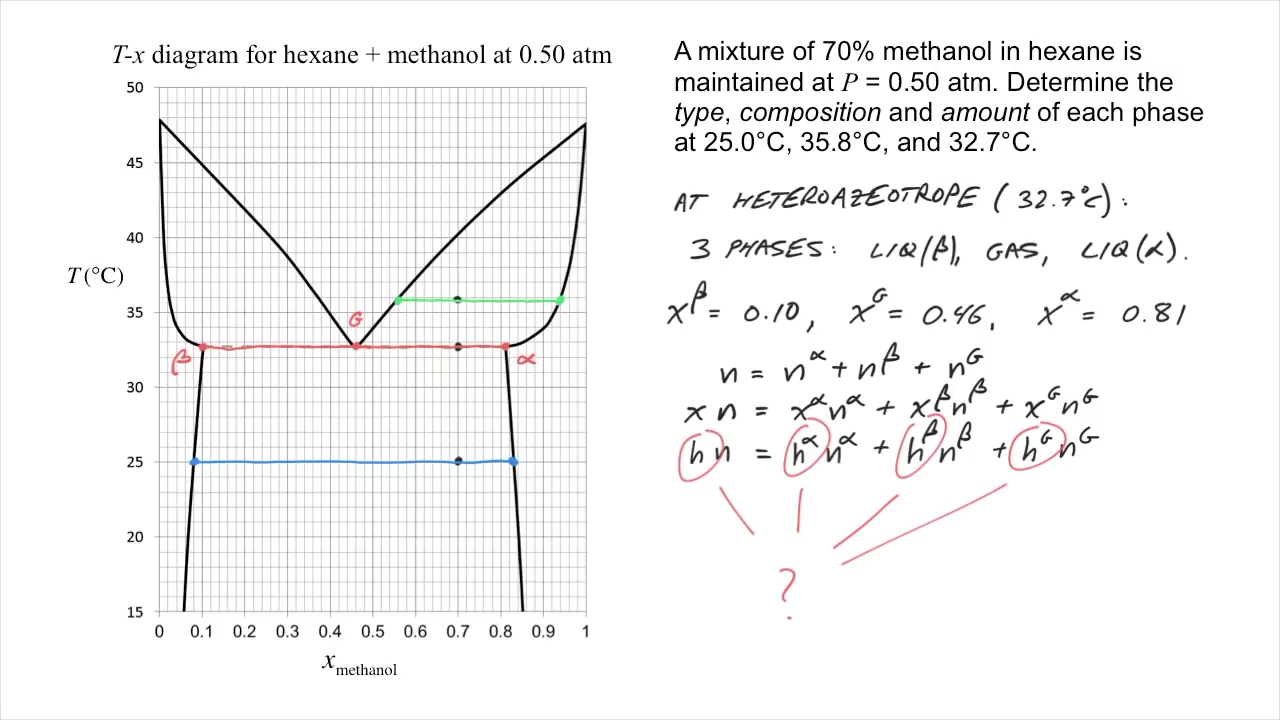 T-x diagram for hexane + methanol at 0.50 atm
50
45
40
35
30
25
20
15
T (°C)
0 0.1 0.2 0.3 0.4 0.5 0.6 0.7 0.8 0.9 1
x methanol
G
β
α
A mixture of 70% methanol in hexane is
maintained at P = 0.50 atm. Determine the
type, composition and amount of each phase
at 25.0°C, 35.8°C, and 32.7°C.
AT HETEROAZEOTROPE (32.7°C):
3 PHASES: LIQ(β), GAS, LIQ(α).
x^β = 0.10, x^G = 0.46, x^α = 0.81
n = n^α + n^β + n^G
x n = x^α n^α + x^β n^β + x^G n^G
h n = h^α n^α + h^β n^β + h^G n^G
?